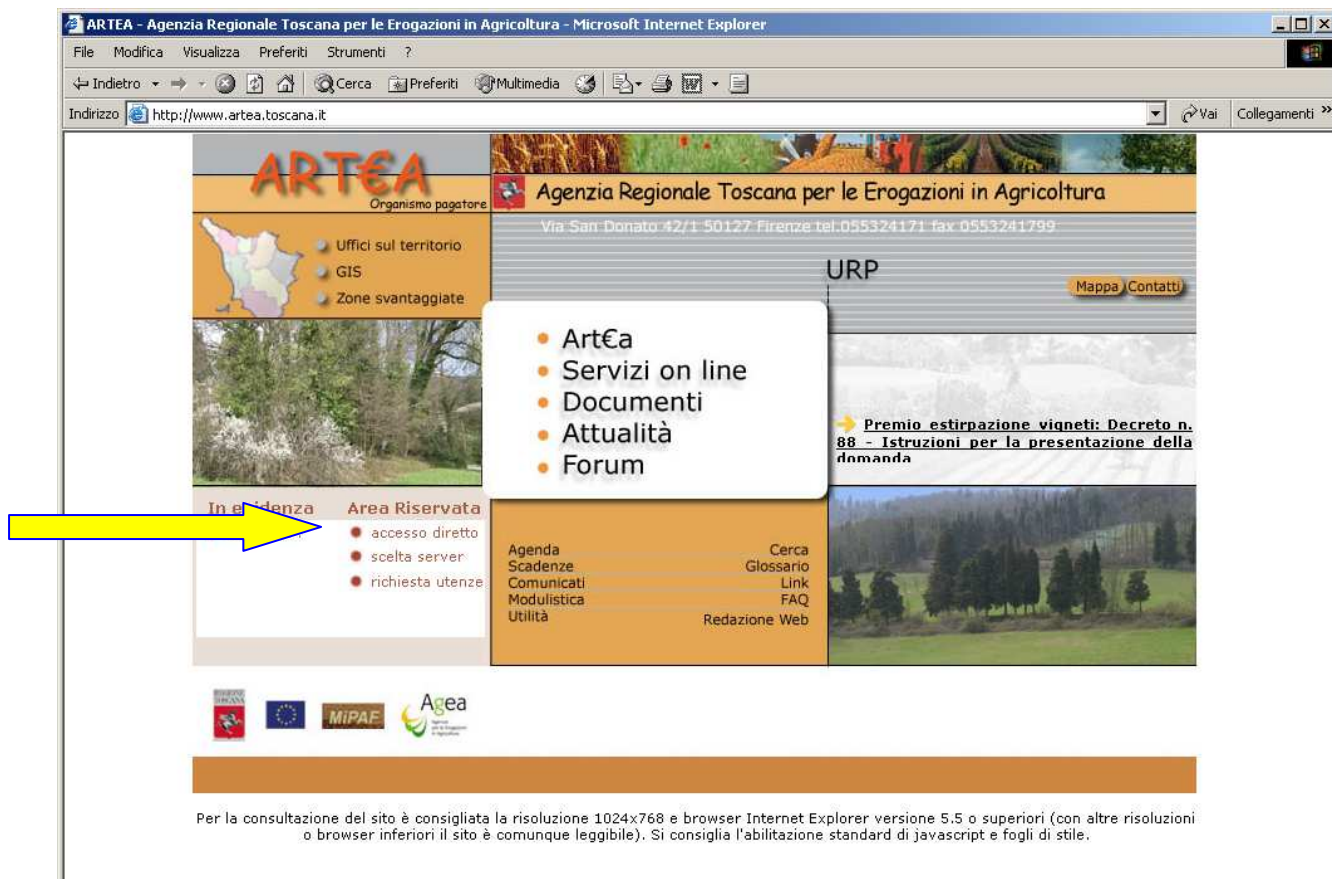 ARTEA - Agenzia Regionale Toscana per le Erogazioni in Agricoltura - Microsoft Internet Explorer
File Modifica Visualizza Preferiti Strumenti ?
Indietro Cerca Preferiti Multimedia
Indirizzo http://www.artea.toscana.it Vai Collegamenti »
ART€A
Organismo pagatore
Agenzia Regionale Toscana per le Erogazioni in Agricoltura
Via San Donato 42/1 50127 Firenze tel.055324171 fax 0553241799
Uffici sul territorio
GIS
Zone svantaggiate
URP
Mappa Contatti
Art€a
Servizi on line
Documenti
Attualità
Forum
Premio estirpazione vigneti: Decreto n.
88 - Istruzioni per la presentazione della
domanda
In evidenza
Area Riservata
accesso diretto
scelta server
richiesta utenze
Agenda
Scadenze
Comunicati
Modulistica
Utilità
Cerca
Glossario
Link
FAQ
Redazione Web
REGIONE
TOSCANA
MiPAF
Agea
Per la consultazione del sito è consigliata la risoluzione 1024x768 e browser Internet Explorer versione 5.5 o superiori (con altre risoluzioni
o browser inferiori il sito è comunque leggibile). Si consiglia l'abilitazione standard di javascript e fogli di stile.